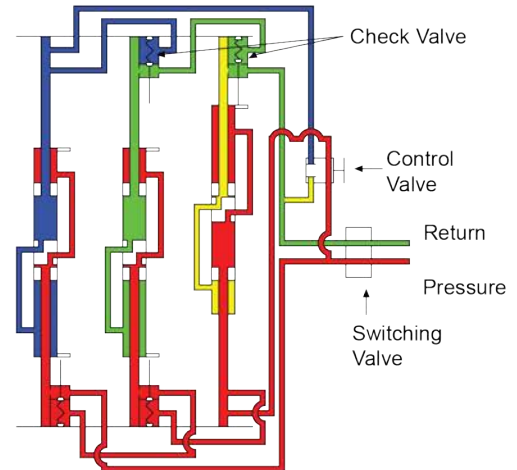 Check Valve
Control
Valve
Return
Pressure
Switching
Valve